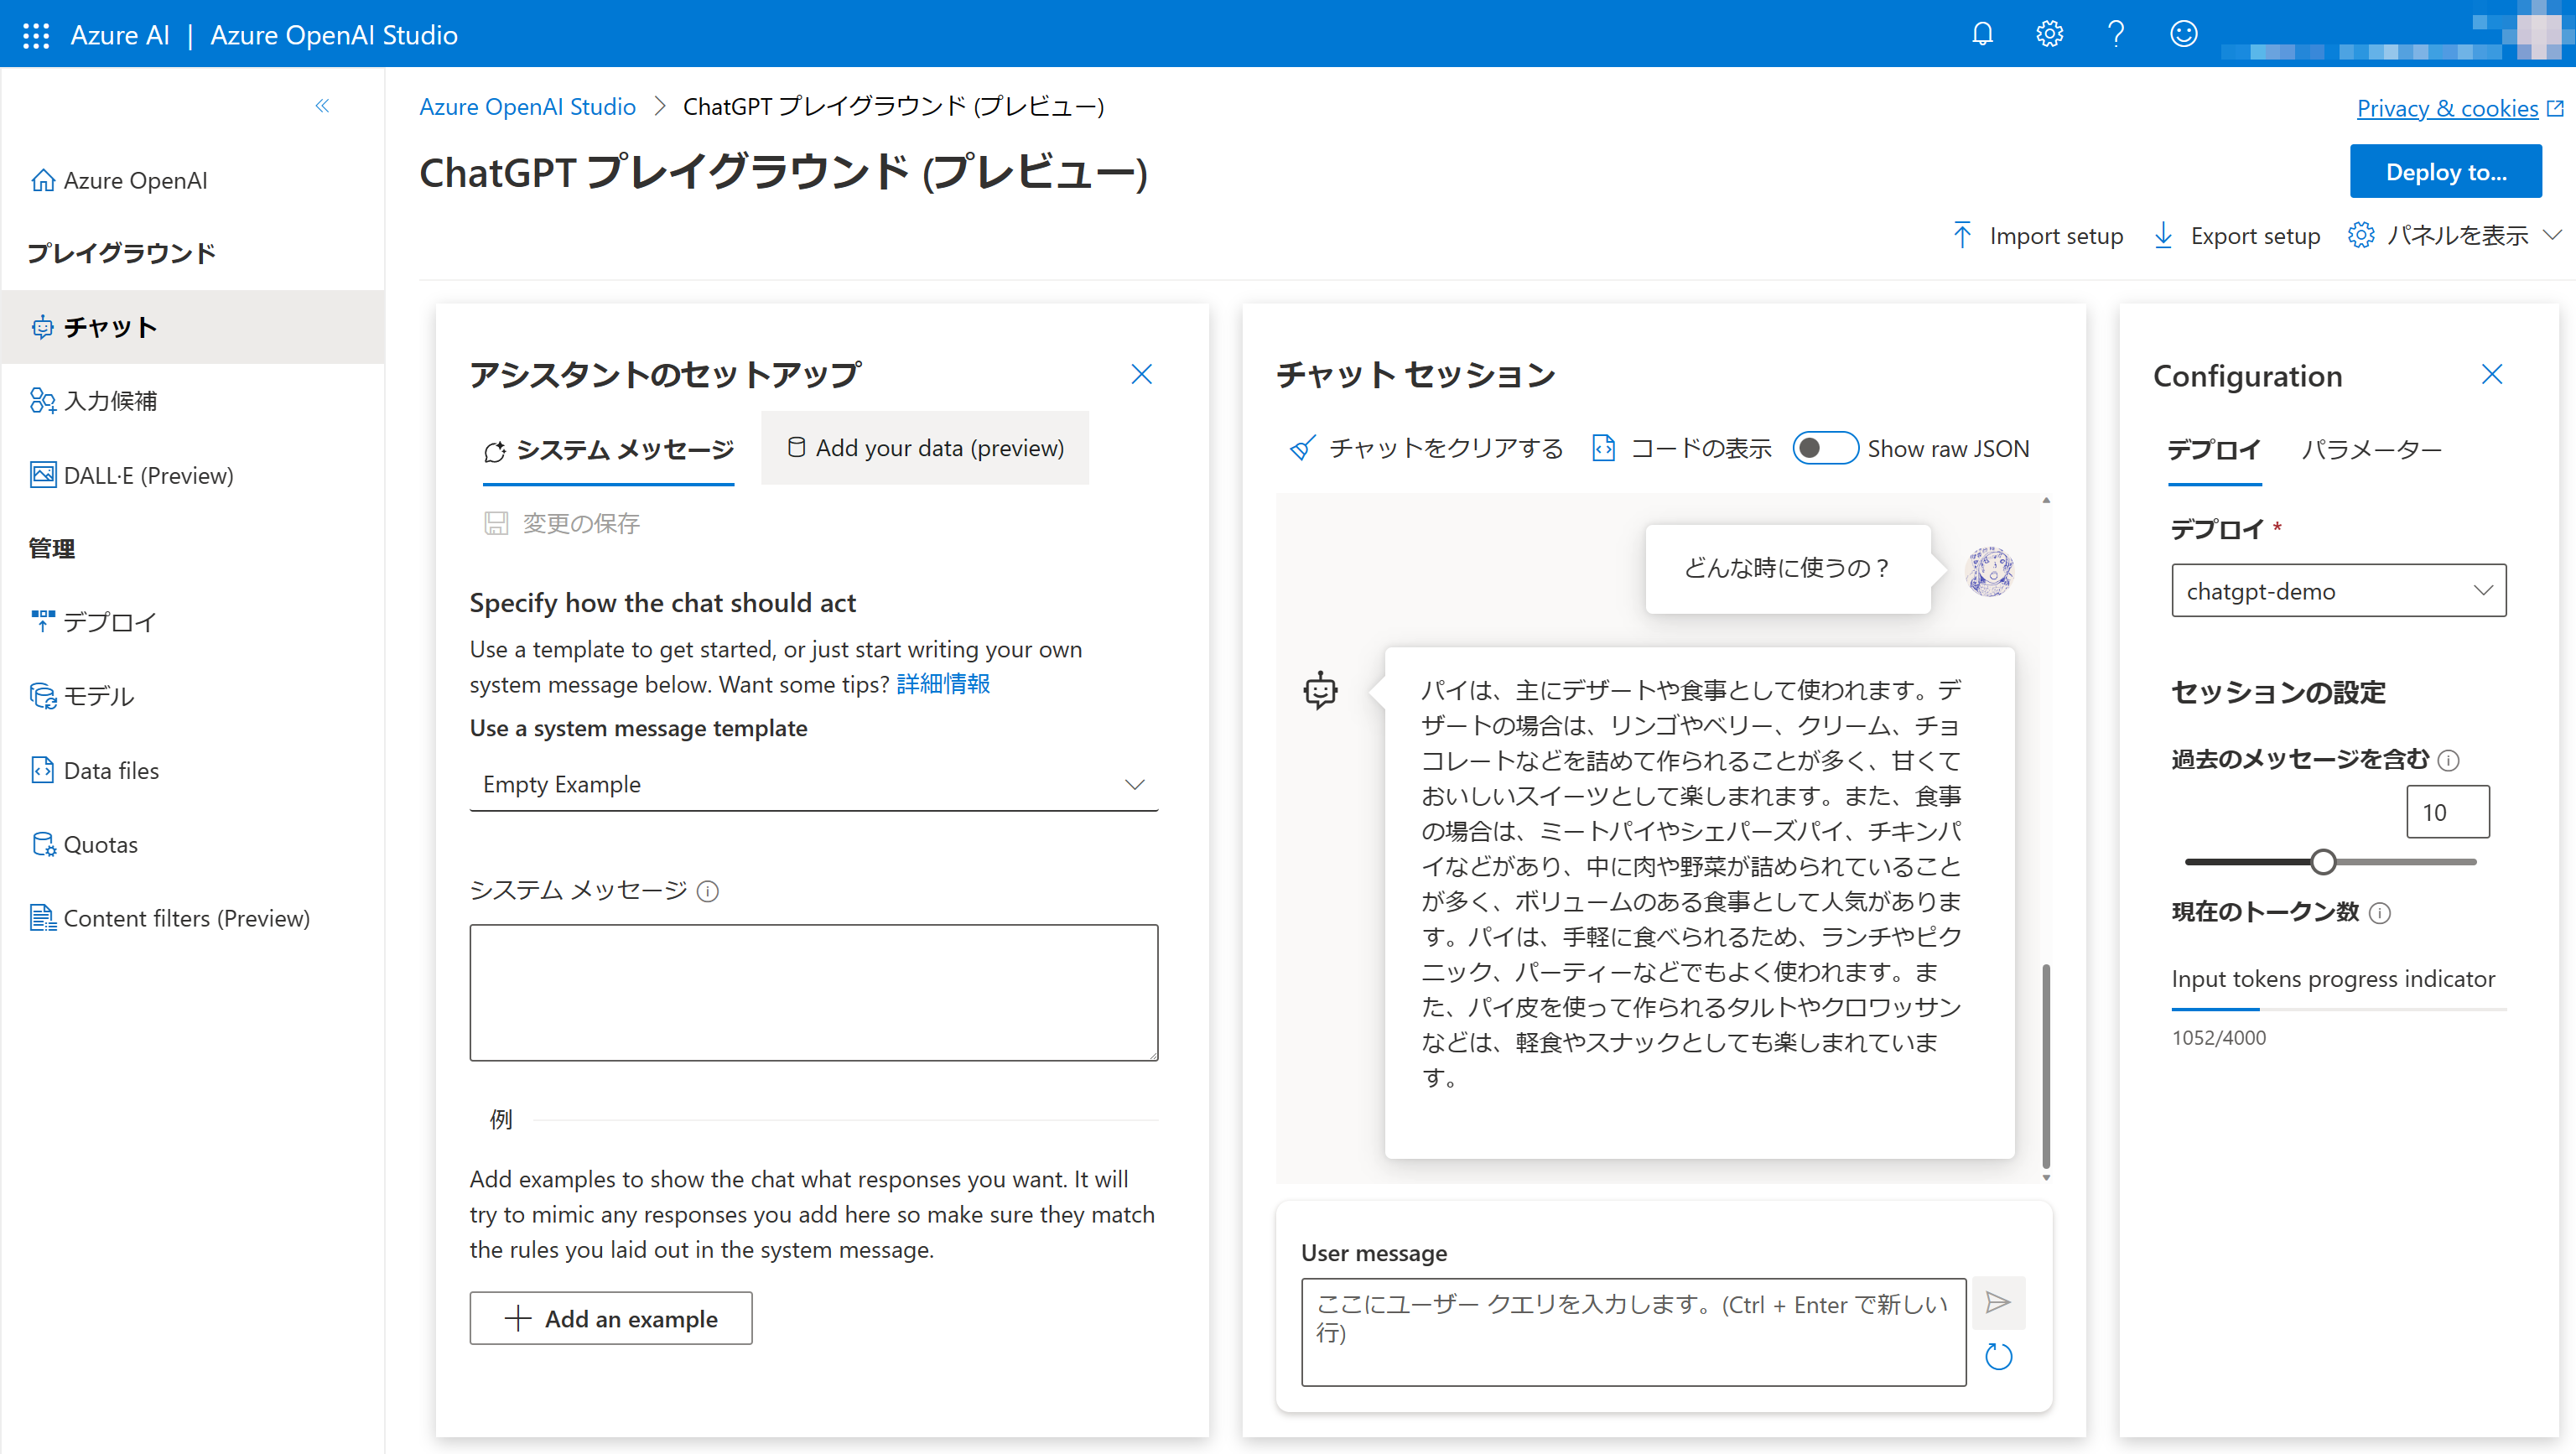 Azure AI | Azure OpenAI Studio
Azure OpenAI
プレイグラウンド
チャット
入力候補
DALL·E (Preview)
管理
デプロイ
モデル
Data files
Quotas
Content filters (Preview)
Azure OpenAI Studio > ChatGPT プレイグラウンド (プレビュー)
Privacy & cookies
ChatGPT プレイグラウンド (プレビュー)
Deploy to...
Import setup
Export setup
パネルを表示
アシスタントのセットアップ
システム メッセージ
Add your data (preview)
変更の保存
Specify how the chat should act
Use a template to get started, or just start writing your own
system message below. Want some tips? 詳細情報
Use a system message template
Empty Example
システム メッセージ
例
Add examples to show the chat what responses you want. It will
try to mimic any responses you add here so make sure they match
the rules you laid out in the system message.
Add an example
チャット セッション
チャットをクリアする
コードの表示
Show raw JSON
どんな時に使うの？
パイは、主にデザートや食事として使われます。デ
ザートの場合は、リンゴやベリー、クリーム、チョ
コレートなどを詰めて作られることが多く、甘くて
おいしいスイーツとして楽しまれます。また、食事
の場合は、ミートパイやシェパーズパイ、チキンパ
イなどがあり、中に肉や野菜が詰められていること
が多く、ボリュームのある食事として人気がありま
す。パイは、手軽に食べられるため、ランチやピク
ニック、パーティーなどでもよく使われます。ま
た、パイ皮を使って作られるタルトやクロワッサン
などは、軽食やスナックとしても楽しまれていま
す。
User message
ここにユーザー クエリを入力します。(Ctrl + Enter で新しい
行)
Configuration
デプロイ
パラメーター
デプロイ *
chatgpt-demo
セッションの設定
過去のメッセージを含む
10
現在のトークン数
Input tokens progress indicator
1052/4000